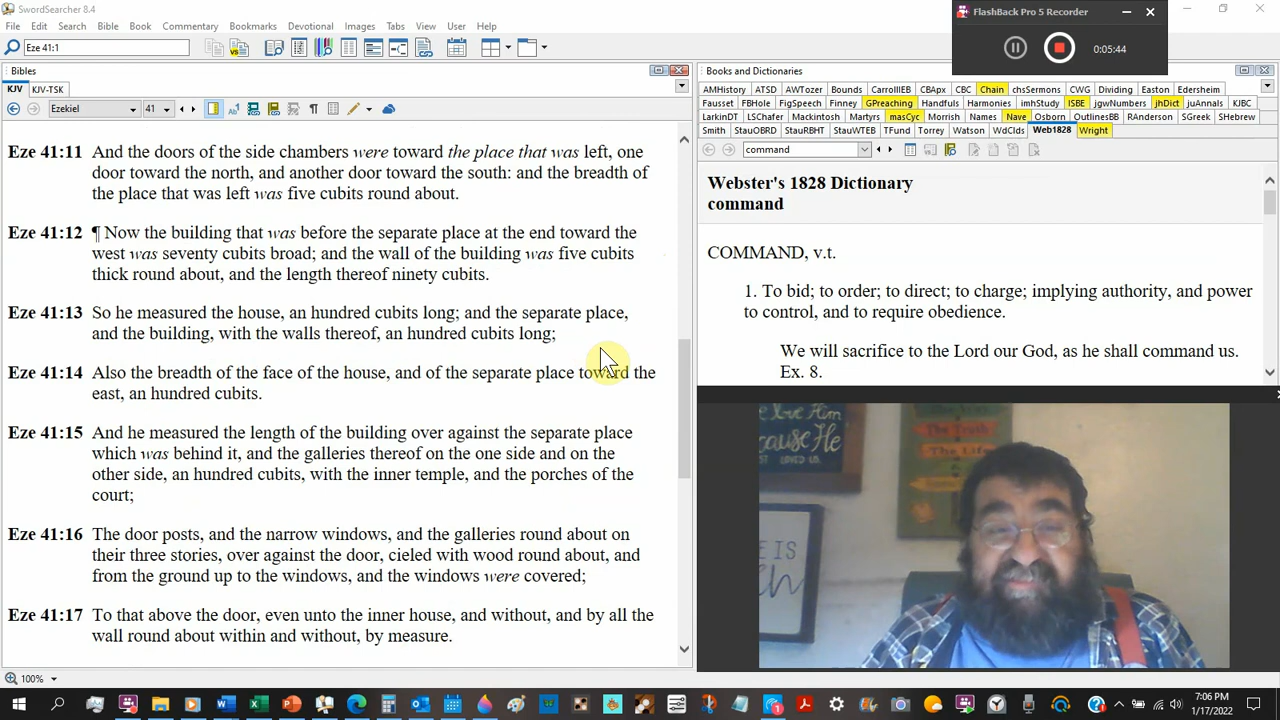 SwordSearcher 8.4
File Edit Search Bible Book Commentary Bookmarks Devotional Images Tabs View User Help
Eze 41:1
FlashBack Pro 5 Recorder
0:05:44
Bibles
KJV KJV-TSK
Ezekiel 41
Eze 41:11 And the doors of the side chambers were toward the place that was left, one
door toward the north, and another door toward the south: and the breadth of
the place that was left was five cubits round about.
Eze 41:12 ¶ Now the building that was before the separate place at the end toward the
west was seventy cubits broad; and the wall of the building was five cubits
thick round about, and the length thereof ninety cubits.
Eze 41:13 So he measured the house, an hundred cubits long; and the separate place,
and the building, with the walls thereof, an hundred cubits long;
Eze 41:14 Also the breadth of the face of the house, and of the separate place toward the
east, an hundred cubits.
Eze 41:15 And he measured the length of the building over against the separate place
which was behind it, and the galleries thereof on the one side and on the
other side, an hundred cubits, with the inner temple, and the porches of the
court;
Eze 41:16 The door posts, and the narrow windows, and the galleries round about on
their three stories, over against the door, cieled with wood round about, and
from the ground up to the windows, and the windows were covered;
Eze 41:17 To that above the door, even unto the inner house, and without, and by all the
wall round about within and without, by measure.
100%
Books and Dictionaries
AMHistory ATSD AWTozer Bounds CarrollIEB CBApx CBC Chain chsSermons CWG Dividing Easton Edersheim
Fausset FBHole FigSpeech Finney GPreaching Handfuls Harmonies imhStudy ISBE jgwNumbers jhDict juAnnals KJBC
LarkinDT LSChafer Mackintosh Martyrs masCyc Morrish Names Nave Osborn OutlinesBB RAnderson SGreek SHebrew
Smith StauOBRD StauRBHT StauWTEB TFund Torrey Watson WdClds Web1828 Wright
command
Webster's 1828 Dictionary
command
COMMAND, v.t.
1. To bid; to order; to direct; to charge; implying authority, and power
to control, and to require obedience.
We will sacrifice to the Lord our God, as he shall command us.
Ex. 8.
love Him
because He
The Truth
The Life
7:06 PM
1/17/2022